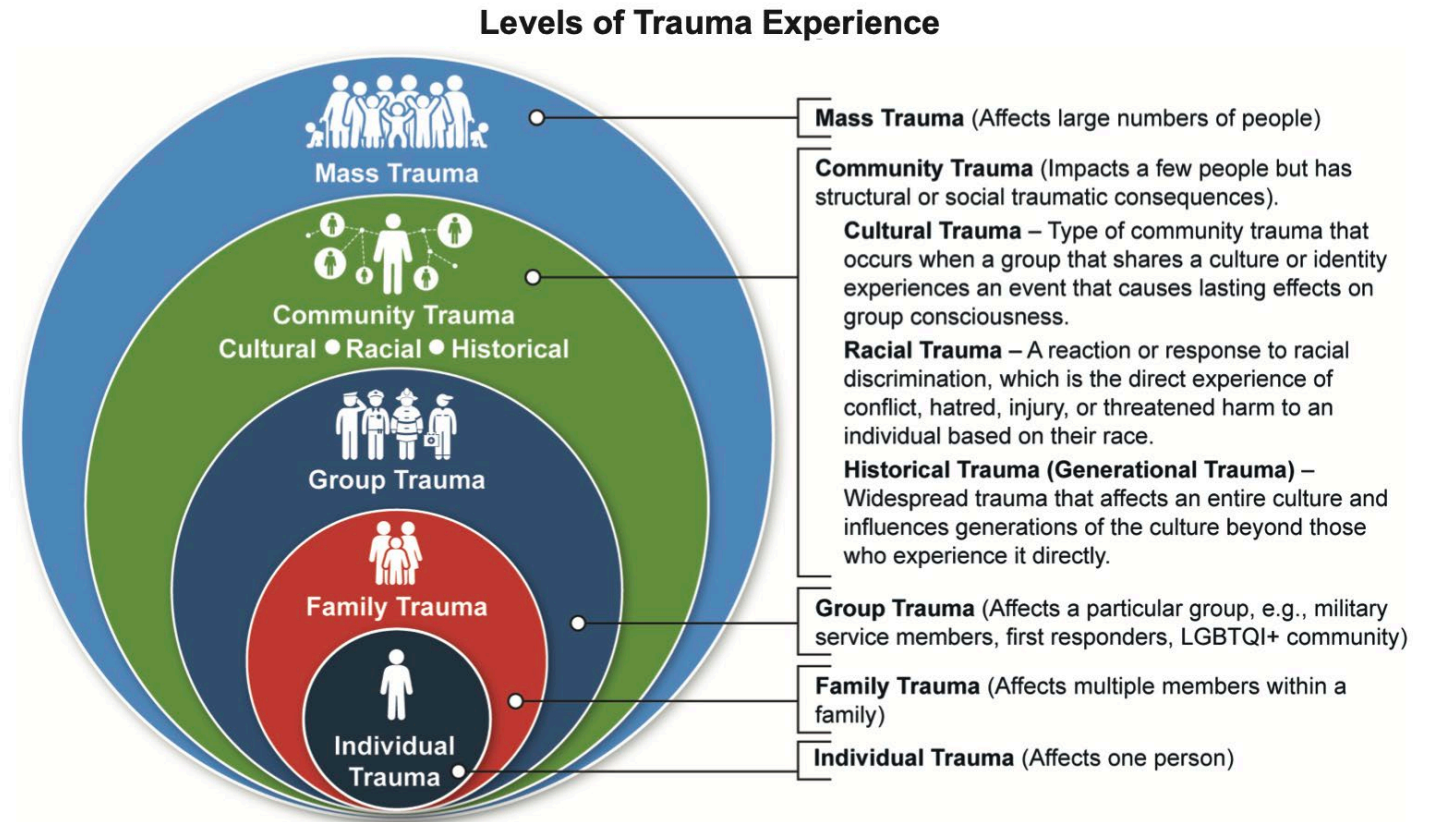 Levels of Trauma Experience
Mass Trauma
Community Trauma
Cultural ● Racial ● Historical
Group Trauma
Family Trauma
Individual
Trauma
Mass Trauma (Affects large numbers of people)
Community Trauma (Impacts a few people but has
structural or social traumatic consequences).
Cultural Trauma – Type of community trauma that
occurs when a group that shares a culture or identity
experiences an event that causes lasting effects on
group consciousness.
Racial Trauma – A reaction or response to racial
discrimination, which is the direct experience of
conflict, hatred, injury, or threatened harm to an
individual based on their race.
Historical Trauma (Generational Trauma) –
Widespread trauma that affects an entire culture and
influences generations of the culture beyond those
who experience it directly.
Group Trauma (Affects a particular group, e.g., military
service members, first responders, LGBTQI+ community)
Family Trauma (Affects multiple members within a
family)
Individual Trauma (Affects one person)